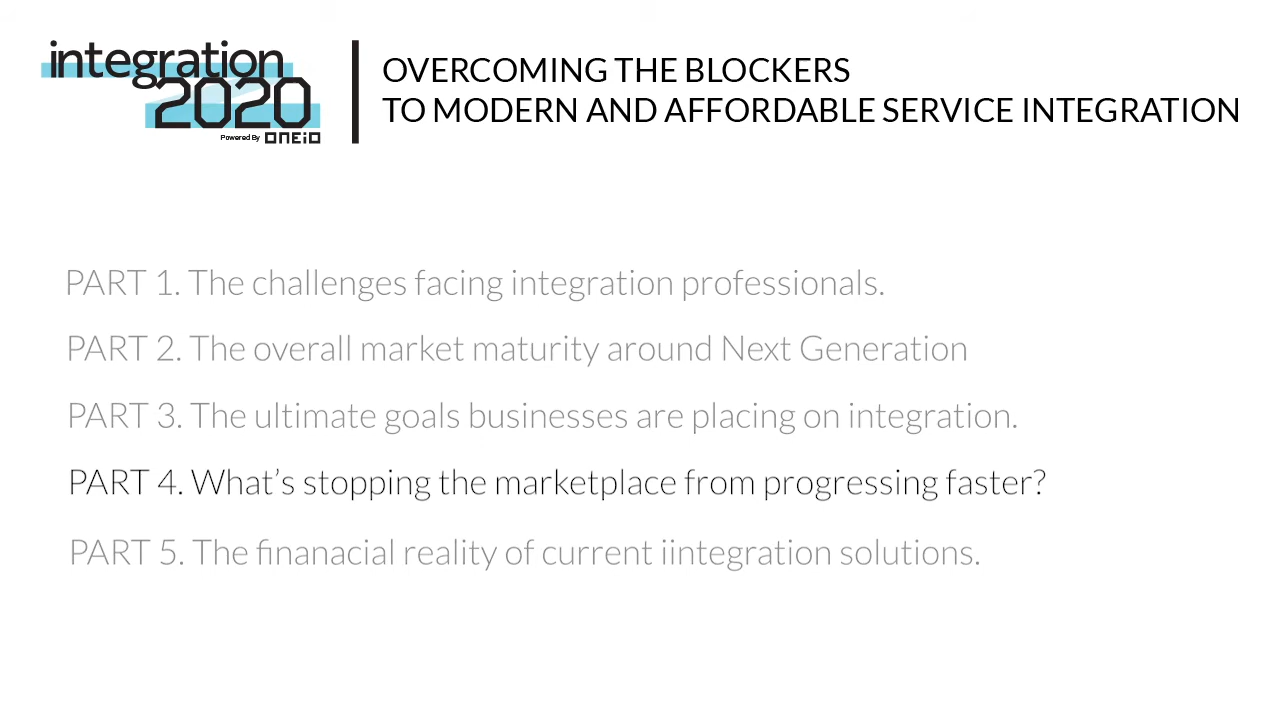 integration
2020
Powered By ONEiO
OVERCOMING THE BLOCKERS
TO MODERN AND AFFORDABLE SERVICE INTEGRATION
PART 1. The challenges facing integration professionals.
PART 2. The overall market maturity around Next Generation
PART 3. The ultimate goals businesses are placing on integration.
PART 4. What’s stopping the marketplace from progressing faster?
PART 5. The finanacial reality of current iintegration solutions.